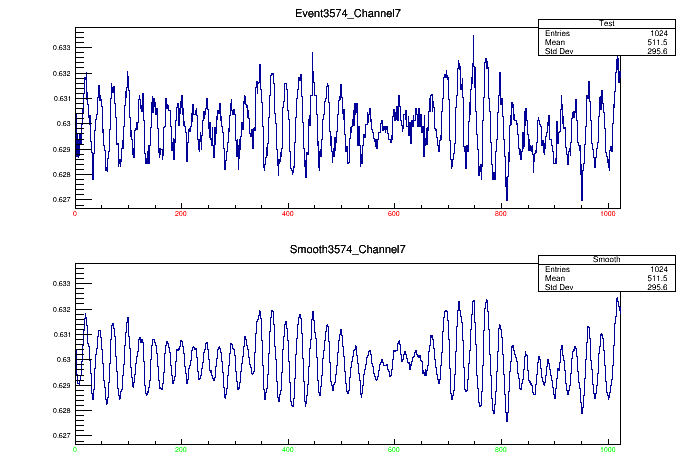 Event3574_Channel7
Test
Entries 1024
Mean 511.5
Std Dev 295.6
0.633
0.632
0.631
0.63
0.629
0.628
0.627
0 200 400 600 800 1000
Smooth3574_Channel7
Smooth
Entries 1024
Mean 511.5
Std Dev 295.6
0.633
0.632
0.631
0.63
0.629
0.628
0.627
0 200 400 600 800 1000